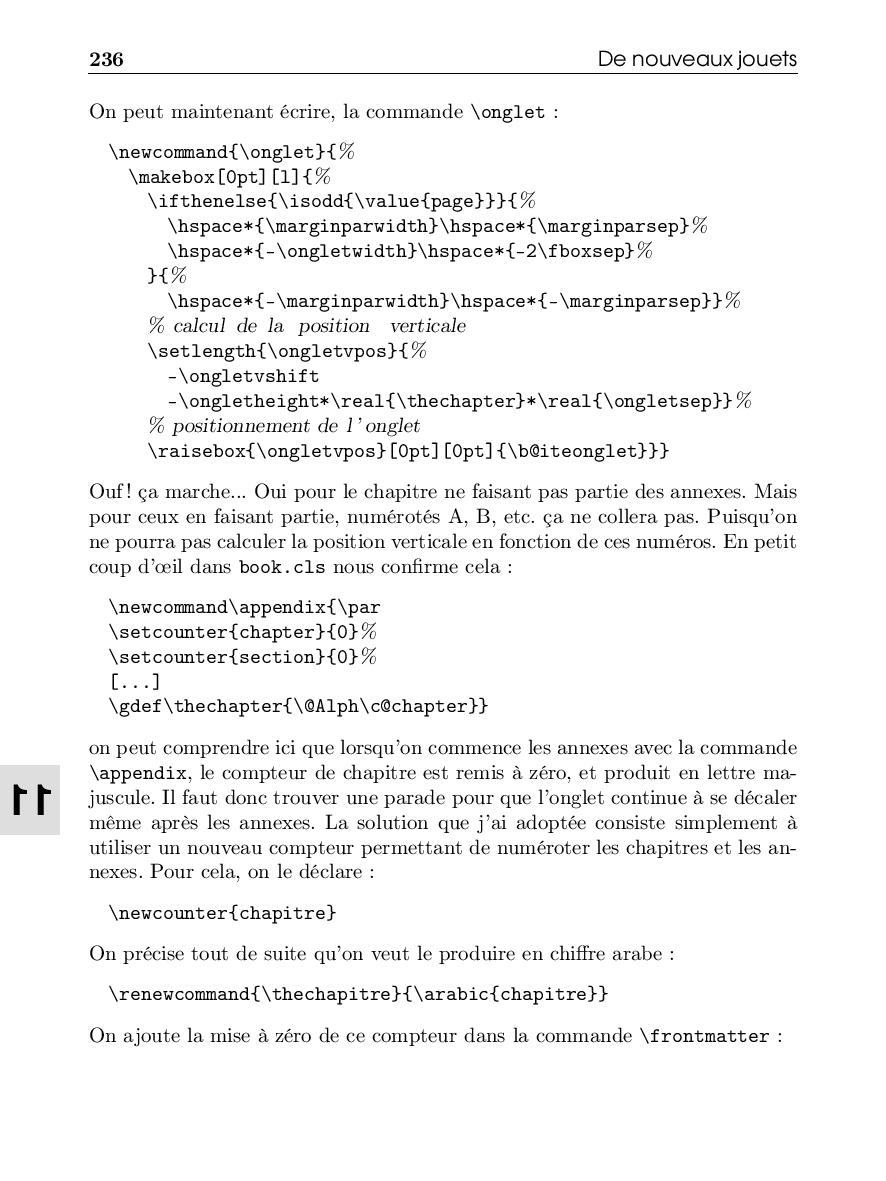 236 De nouveaux jouets
On peut maintenant écrire, la commande \onglet :
\newcommand{\onglet}{%
\makebox[0pt][l]{%
\ifthenelse{\isodd{\value{page}}}{%
\hspace*{\marginparwidth}\hspace*{\marginparsep}%
\hspace*{-\ongletwidth}\hspace*{-2\fboxsep}%
}{%
\hspace*{-\marginparwidth}\hspace*{-\marginparsep}}%
% calcul de la position verticale
\setlength{\ongletvpos}{%
-\ongletvshift
-\ongletheight*\real{\thechapter}*\real{\ongletsep}}%
% positionnement de l'onglet
\raisebox{\ongletvpos}[0pt][0pt]{\b@iteonglet}}}
Ouf ! ça marche... Oui pour le chapitre ne faisant pas partie des annexes. Mais
pour ceux en faisant partie, numérotés A, B, etc. ça ne collera pas. Puisqu'on
ne pourra pas calculer la position verticale en fonction de ces numéros. En petit
coup d'œil dans book.cls nous confirme cela :
\newcommand\appendix{\par
\setcounter{chapter}{0}%
\setcounter{section}{0}%
[...]
\gdef\thechapter{\@Alph\c@chapter}}
on peut comprendre ici que lorsqu'on commence les annexes avec la commande
\appendix, le compteur de chapitre est remis à zéro, et produit en lettre ma-
11
juscule. Il faut donc trouver une parade pour que l'onglet continue à se décaler
même après les annexes. La solution que j'ai adoptée consiste simplement à
utiliser un nouveau compteur permettant de numéroter les chapitres et les an-
nexes. Pour cela, on le déclare :
\newcounter{chapitre}
On précise tout de suite qu'on veut le produire en chiffre arabe :
\renewcommand{\thechapitre}{\arabic{chapitre}}
On ajoute la mise à zéro de ce compteur dans la commande \frontmatter :